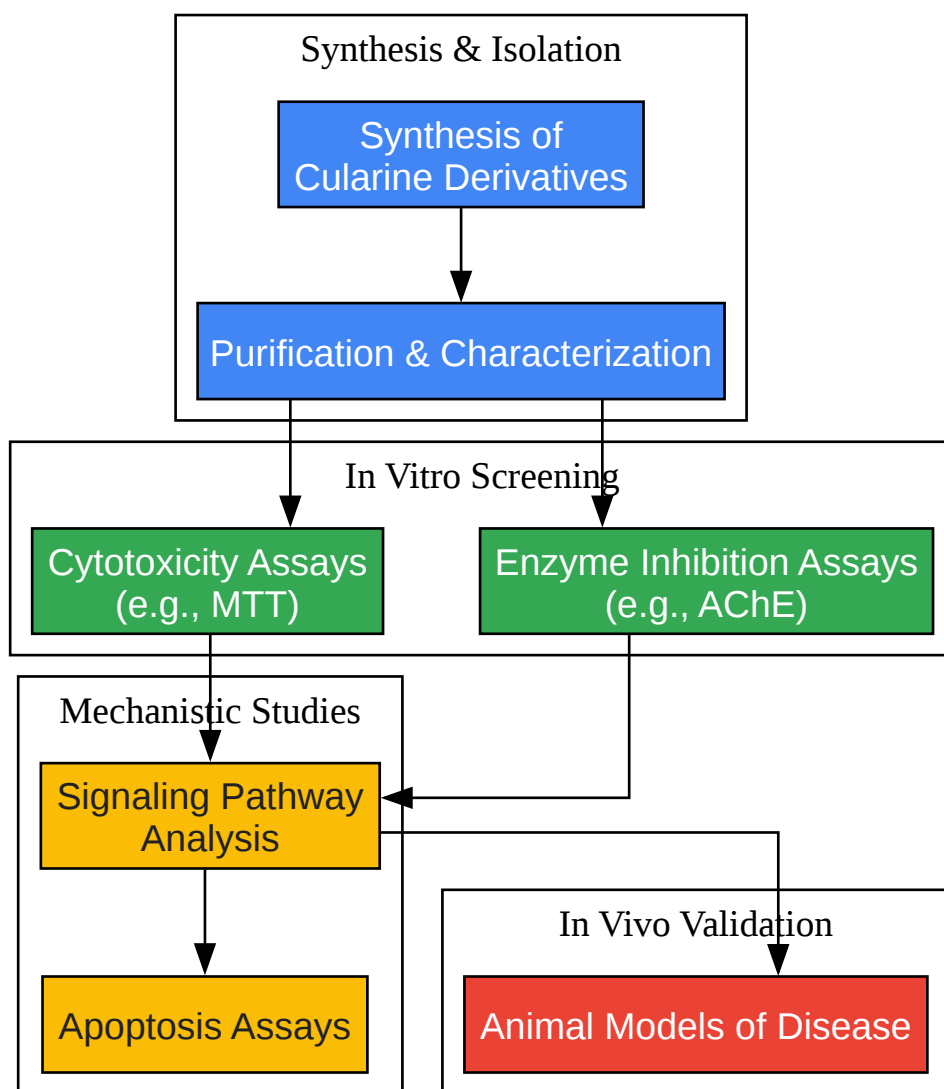 Synthesis & Isolation
Synthesis of
Cularine Derivatives
Purification & Characterization
In Vitro Screening
Cytotoxicity Assays
(e.g., MTT)
Enzyme Inhibition Assays
(e.g., AChE)
Mechanistic Studies
Signaling Pathway
Analysis
Apoptosis Assays
In Vivo Validation
Animal Models of Disease